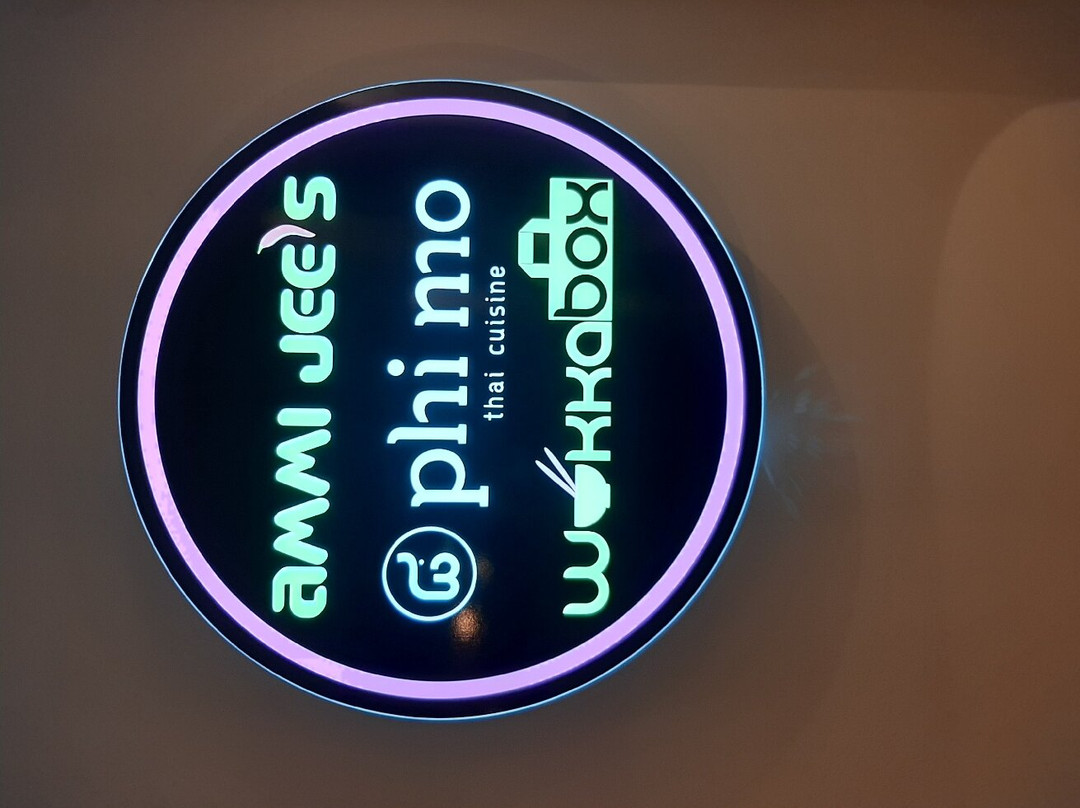 aMMI JEE's
phi mo
thai cuisine
wokkabox